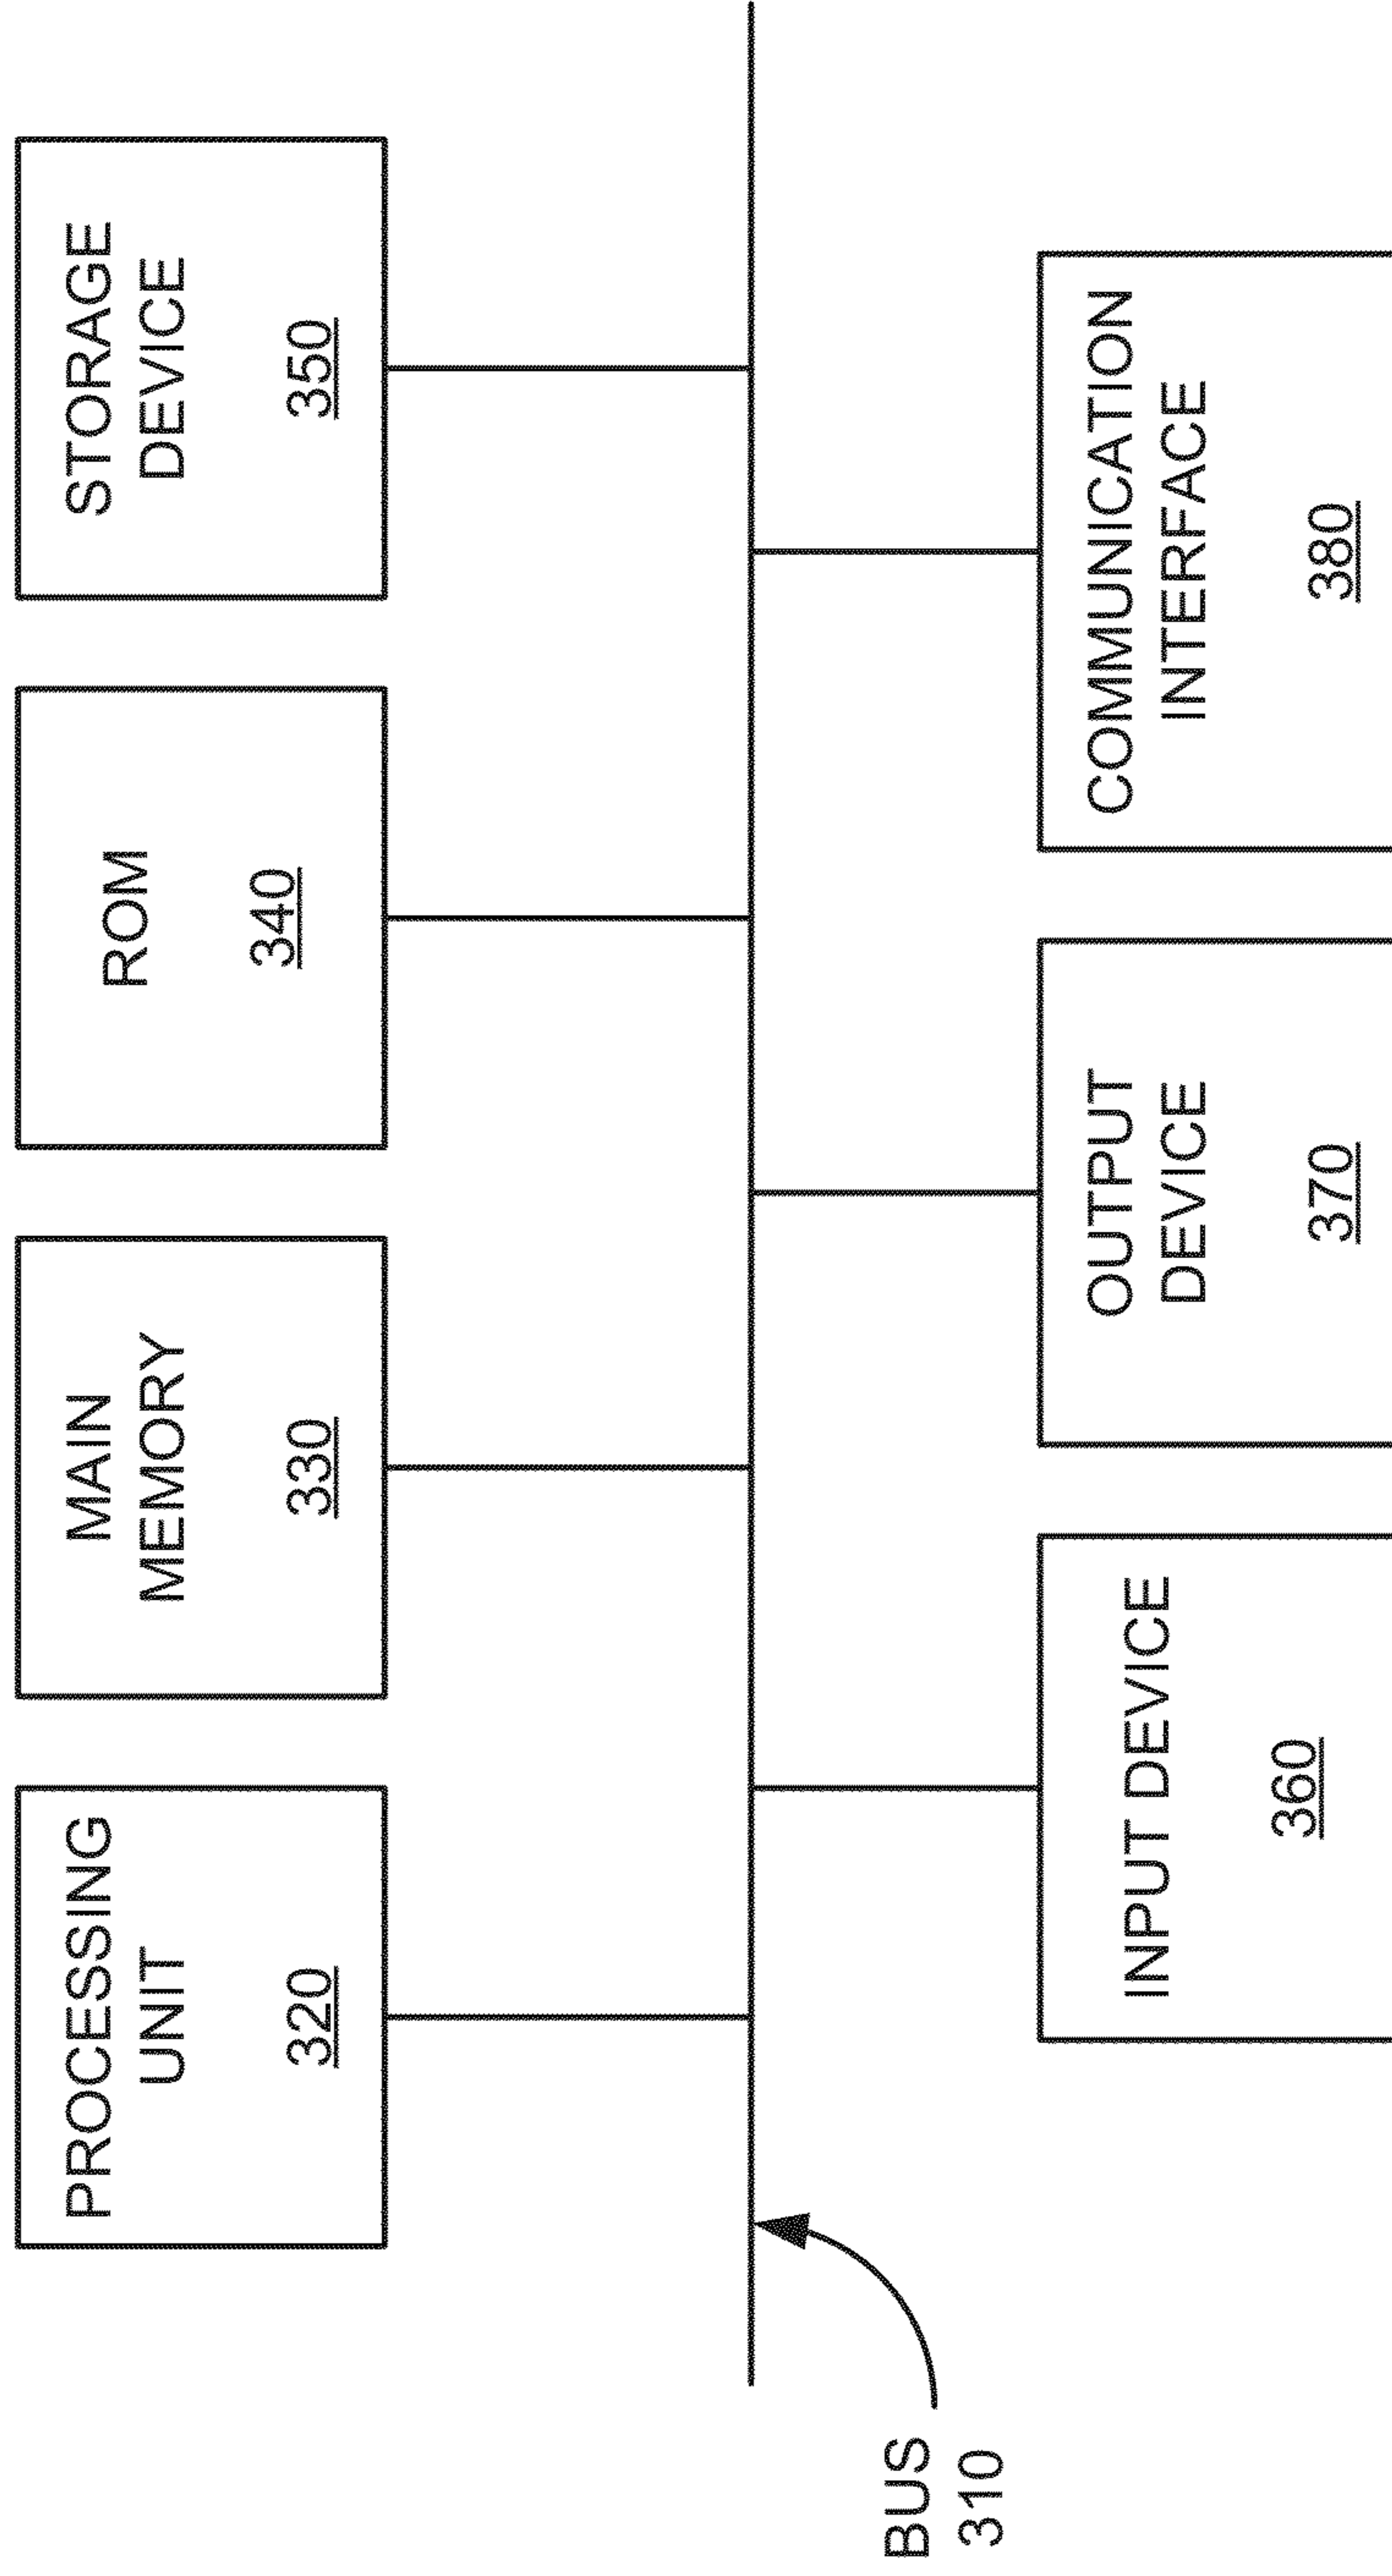 PROCESSING
UNIT
320
MAIN
MEMORY
330
ROM
340
STORAGE
DEVICE
350
BUS
310
INPUT DEVICE
360
OUTPUT
DEVICE
370
COMMUNICATION
INTERFACE
380